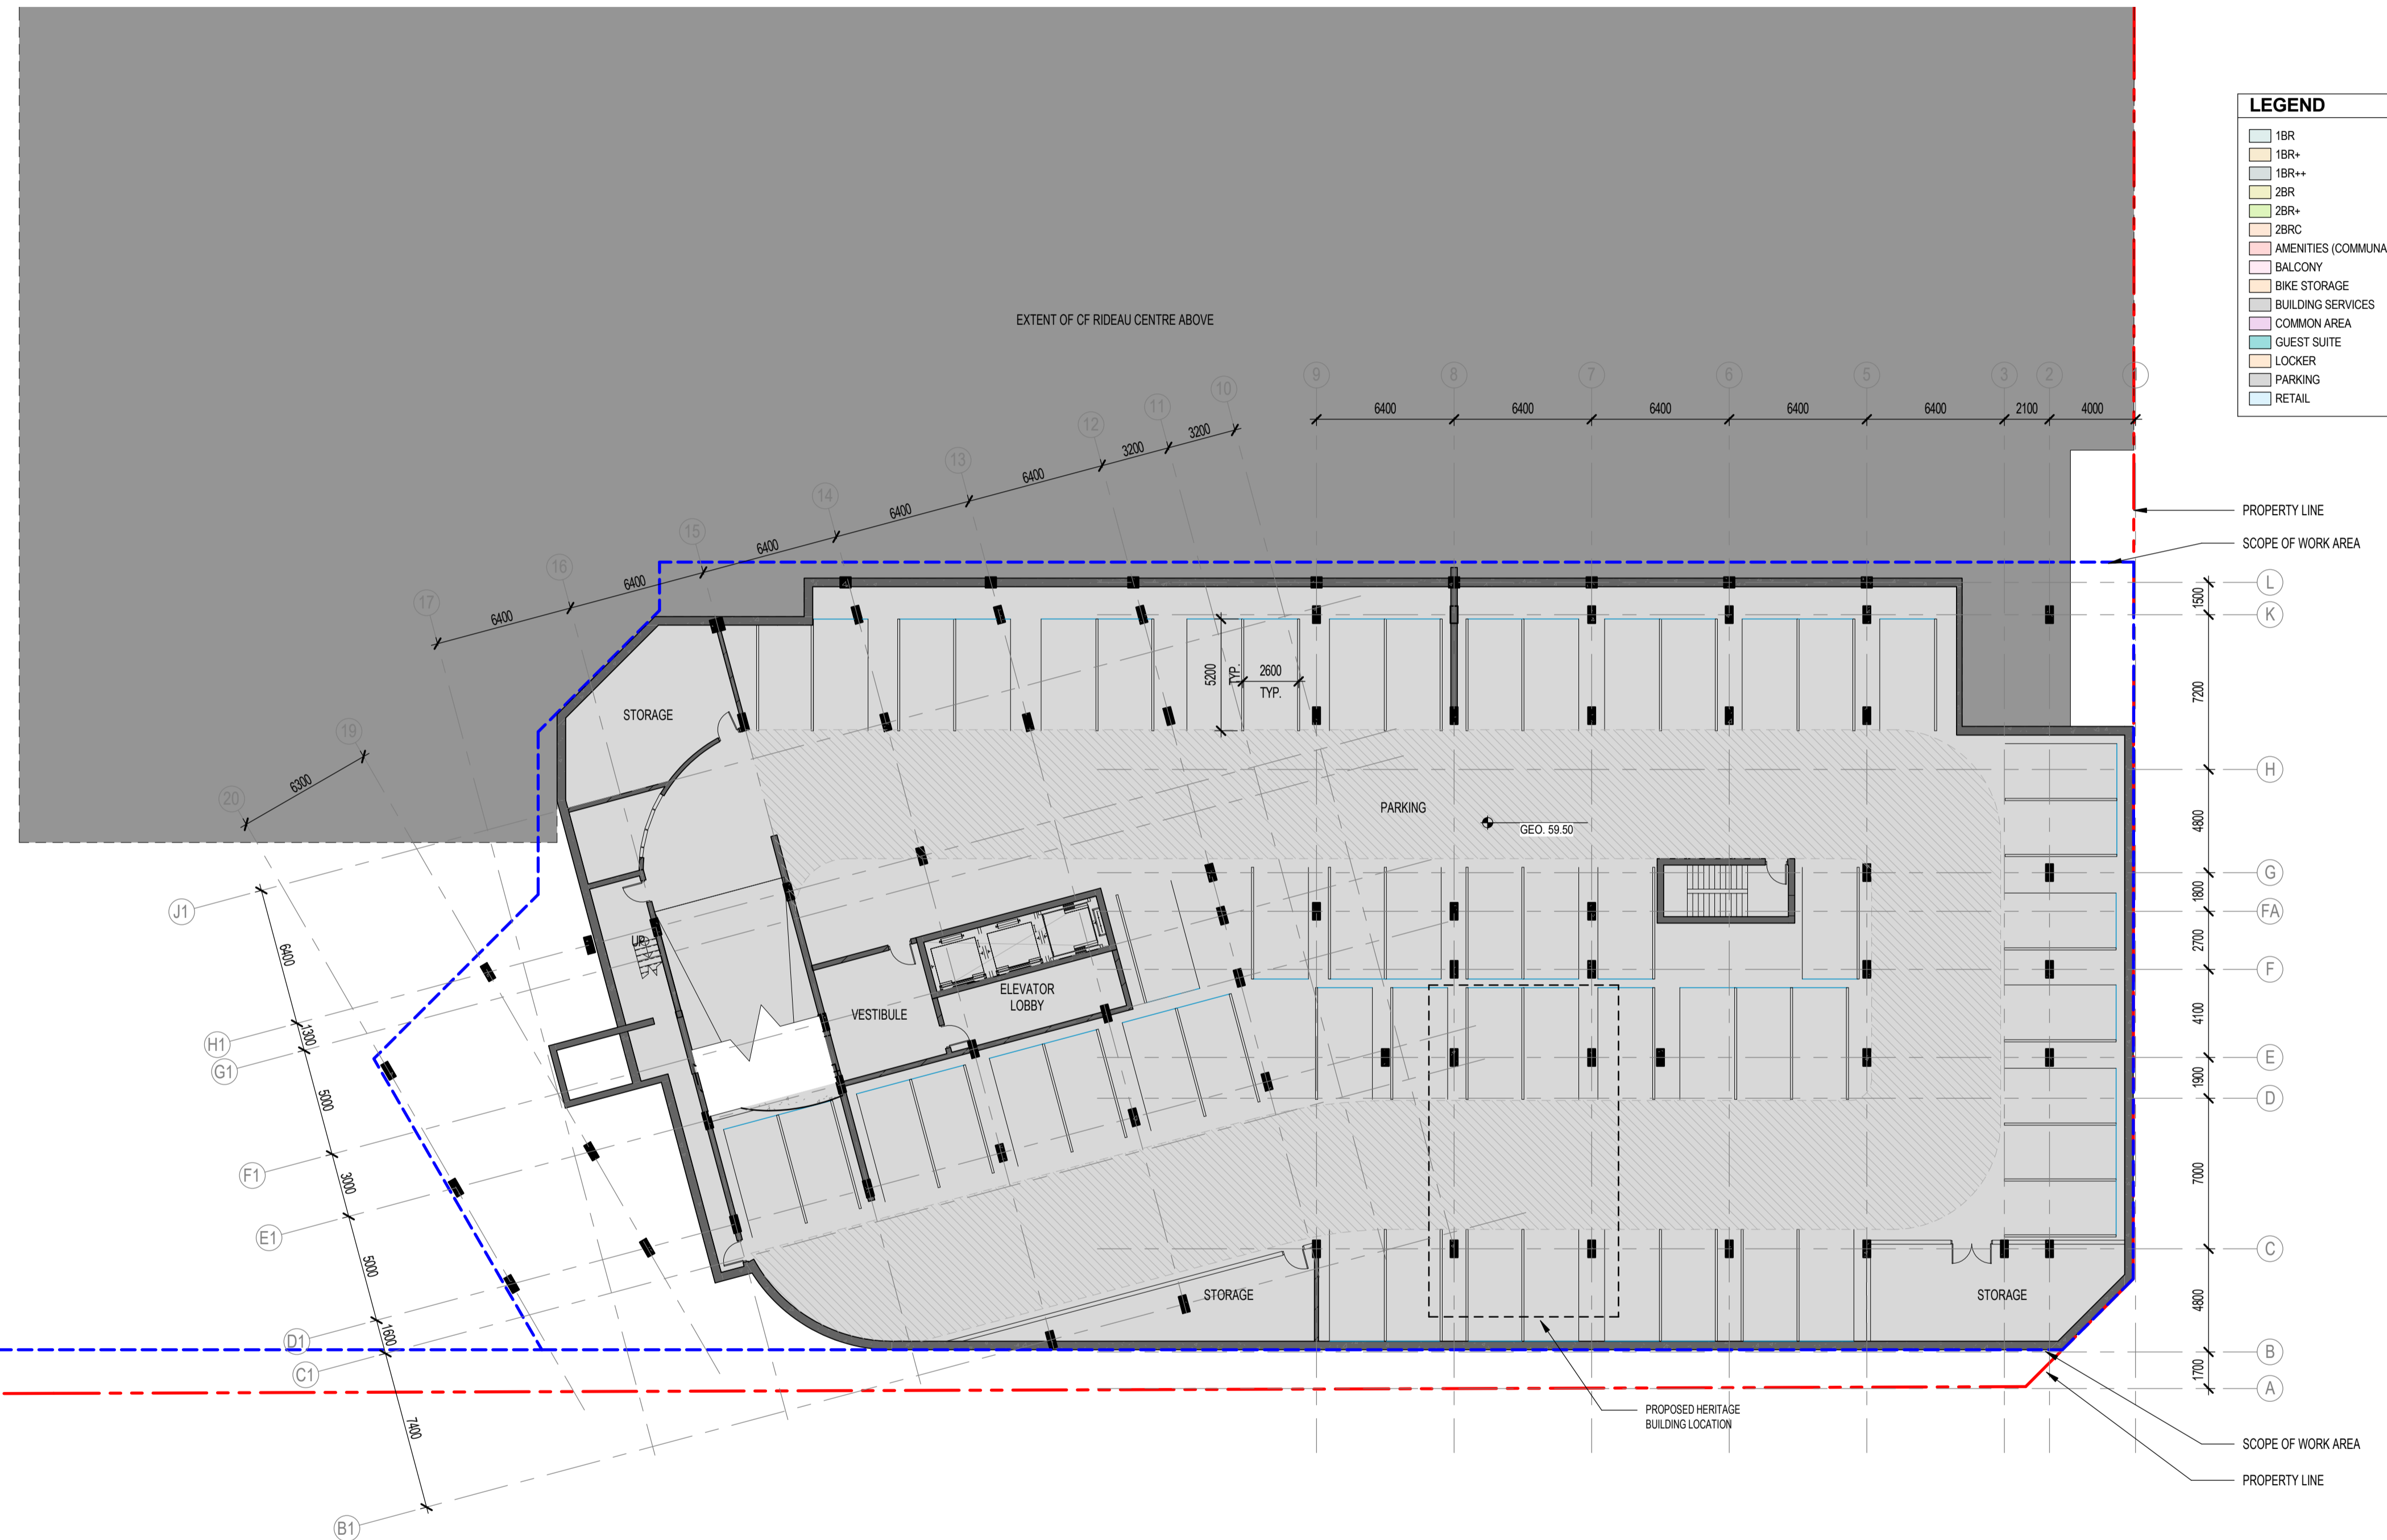 LEGEND
1BR
1BR+
1BR++
2BR
2BR+
2BRC
AMENITIES (COMMUNA
BALCONY
BIKE STORAGE
BUILDING SERVICES
COMMON AREA
GUEST SUITE
LOCKER
PARKING
RETAIL
EXTENT OF CF RIDEAU CENTRE ABOVE
9
8
7
6
5
3
2
1
6400
6400
6400
6400
6400
2100
4000
10
11
12
13
14
15
16
17
19
20
3200
3200
6400
6400
6400
6400
6400
6300
PROPERTY LINE
SCOPE OF WORK AREA
L
K
H
G
FA
F
E
D
C
B
A
1500
7200
4800
1800
2700
4100
1900
7000
4800
1700
5200
TYP.
2600
TYP.
STORAGE
PARKING
GEO. 59.50
UP
ELEVATOR
LOBBY
VESTIBULE
STORAGE
STORAGE
J1
H1
G1
F1
E1
D1
C1
B1
6400
1300
5000
3000
5000
1600
7400
PROPOSED HERITAGE
BUILDING LOCATION
SCOPE OF WORK AREA
PROPERTY LINE